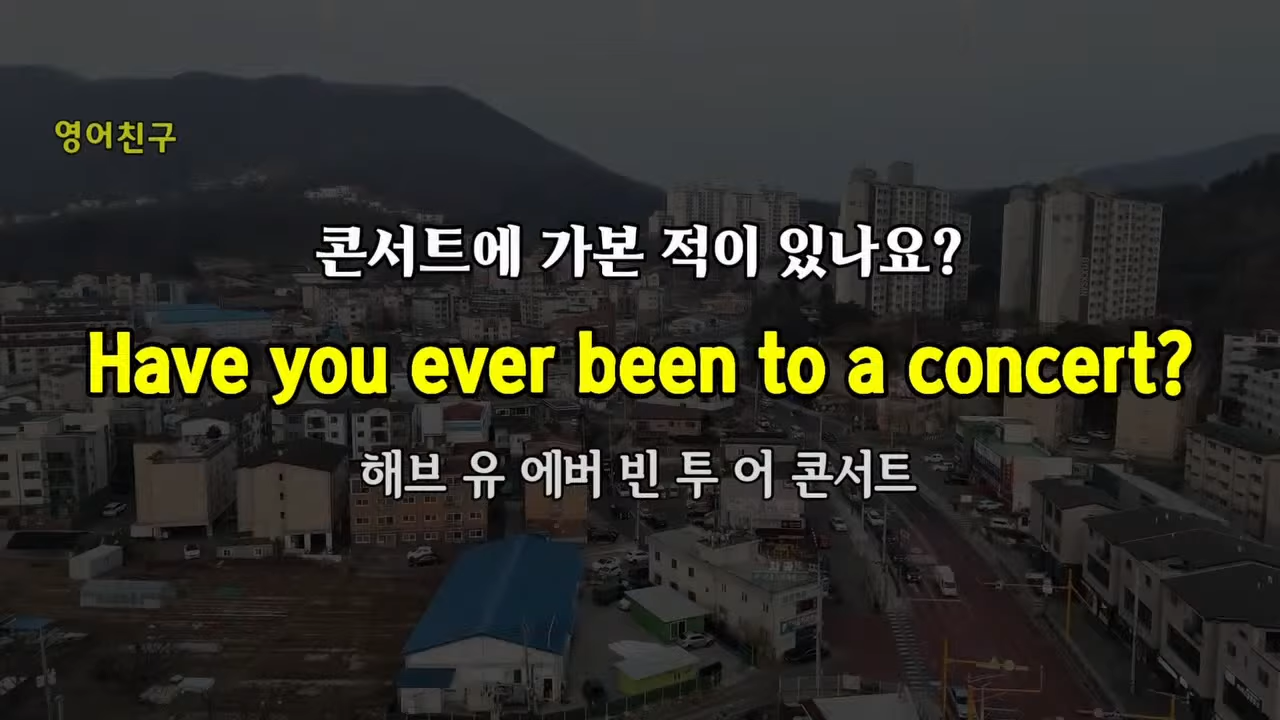 영어친구
콘서트에 가본 적이 있나요?
Have you ever been to a concert?
해브 유 에버 빈 투 어 콘서트